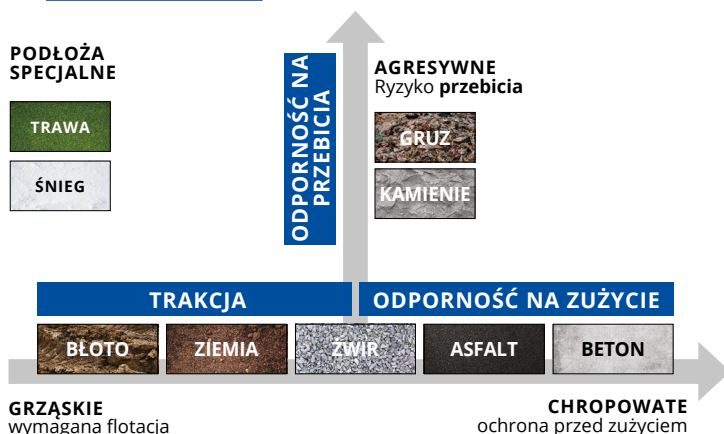 PODŁOŻA
SPECJALNE
TRAWA
ŚNIEG
ODPORNOŚĆ NA
PRZEBICIA
AGRESYWNE
Ryzyko przebicia
GRUZ
KAMIENIE
TRAKCJA
ODPORNOŚĆ NA ZUŻYCIE
BŁOTO
ZIEMIA
ŻWIR
ASFALT
BETON
GRZĄSKIE
wymagana flotacja
CHROPOWATE
ochrona przed zużyciem